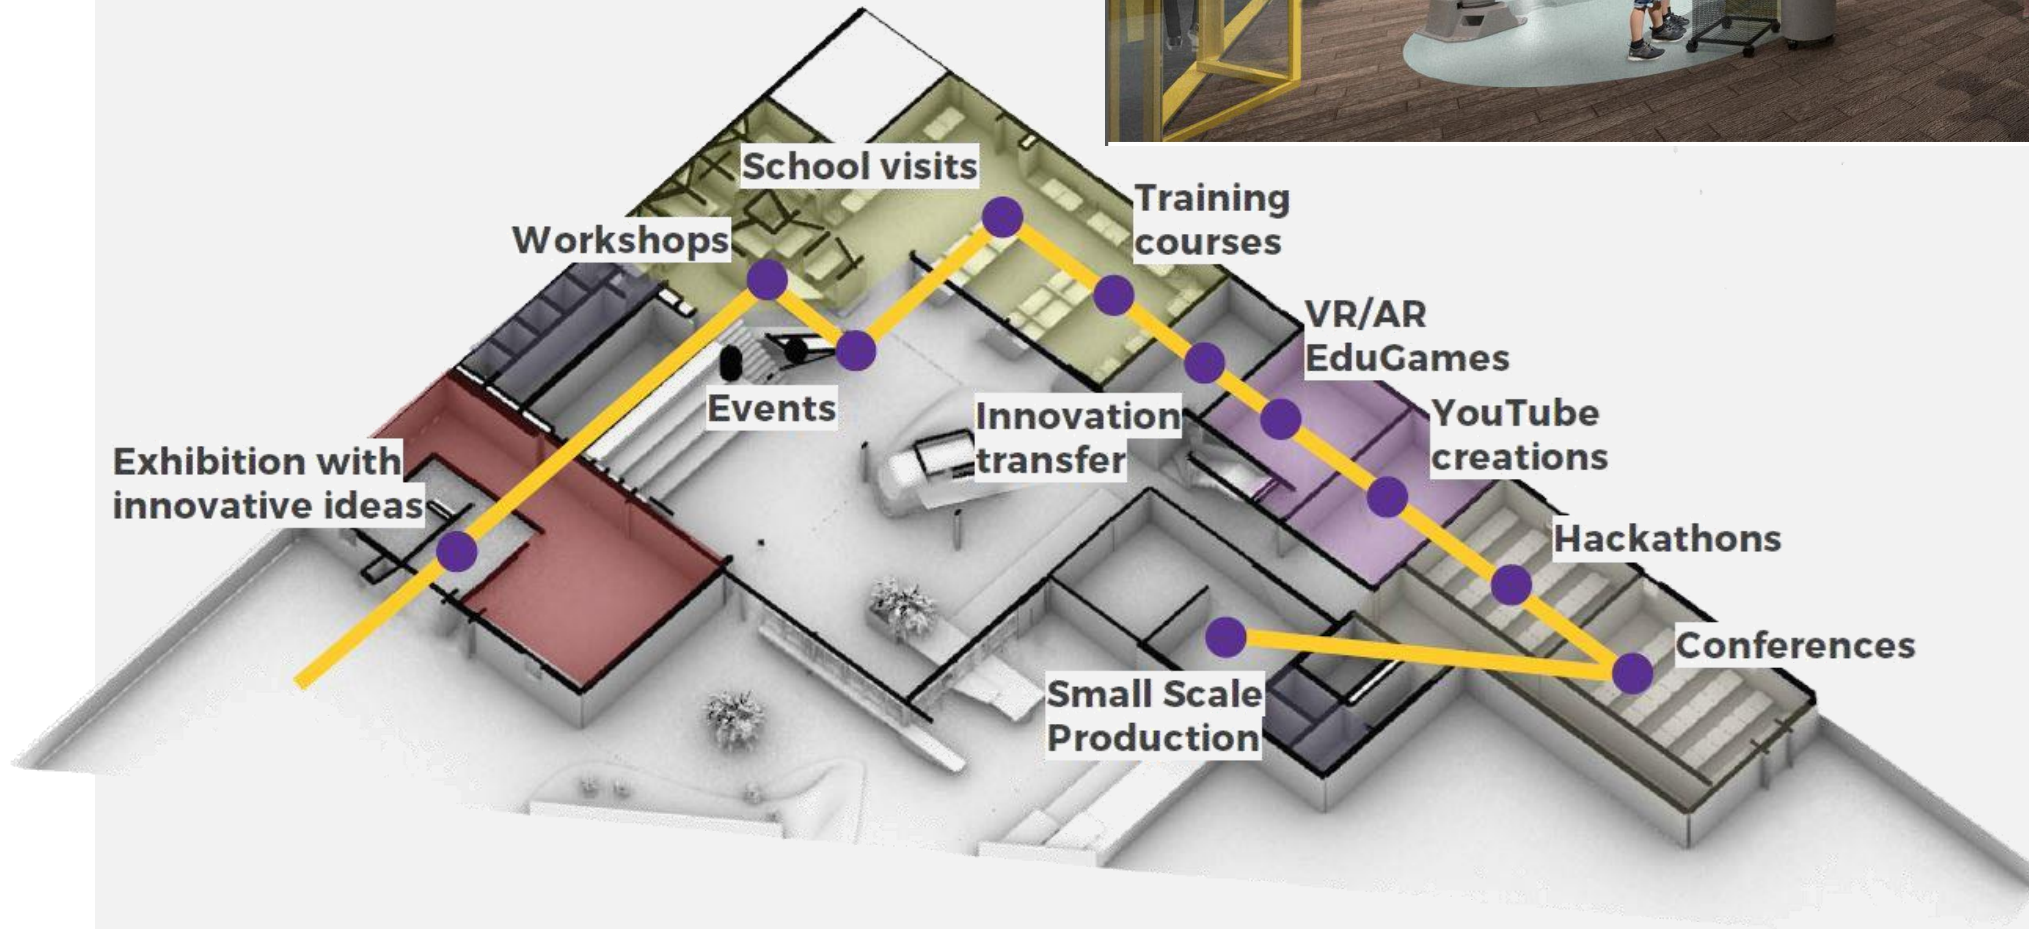 School visits
Training
courses
Workshops
VR/AR
EduGames
Events
Innovation
transfer
YouTube
creations
Exhibition with
innovative ideas
Hackathons
Conferences
Small Scale
Production